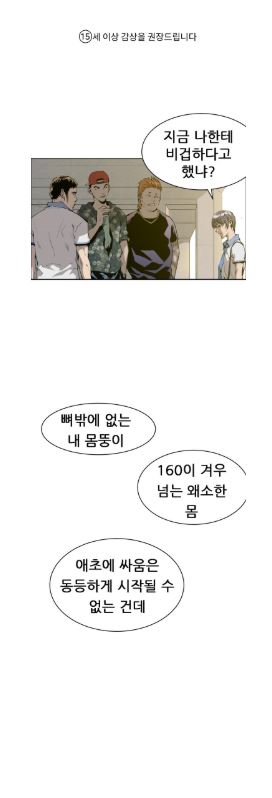 ⑮세 이상 감상을 권장드립니다
지금 나한테
비겁하다고
했냐?
뼈밖에 없는
내 몸뚱이
160이 겨우
넘는 왜소한
몸
애초에 싸움은
동등하게 시작될 수
없는 건데